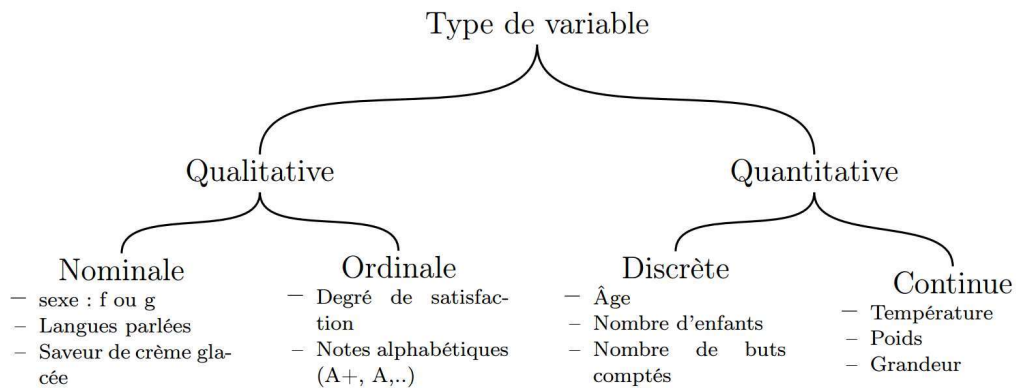 Type de variable
Qualitative
Quantitative
Nominale
– sexe : f ou g
– Langues parlées
– Saveur de crème gla-
cée
Ordinale
– Degré de satisfac-
tion
– Notes alphabétiques
(A+, A,..)
Discrète
– Âge
– Nombre d'enfants
– Nombre de buts
comptés
Continue
– Température
– Poids
– Grandeur